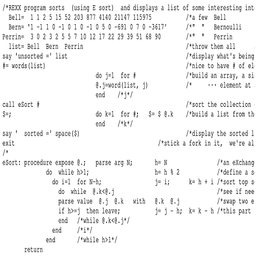 /*REXX program sorts  (using E sort)  and displays a list of some interesting int
Bell=  1 1 2 5 15 52 203 877 4140 21147 115975 /*a few  Bell
Bern= '1 -1 1 0 -1 0 1 0 -1 0 5 0 -691 0 7 0 -3617' /*" "  Bernoulli
Perrin=  3 0 2 3 2 5 5 7 10 12 17 22 29 39 51 68 90 /*" "  Perrin
list= Bell  Bern  Perrin /*throw them all
say 'unsorted =' list /*display what's being
#= words(list) /*nice to have # of el
do j=1  for # /*build an array, a si
@.j=word(list, j) /*     --- element at
end   /*j*/
call eSort # /*sort the collection
$=; do k=1  for #;  $= $ @.k /*build a list from th
end   /*k*/
say '  sorted =' space($) /*display the sorted l
exit /*stick a fork in it,  we're al
/*
eSort: procedure expose @.;  parse arg N; h= N /*an eXchang
do  while h>1; h= h % 2 /*define a s
do i=1  for N-h; j= i;  k= h + i /*sort top s
do  while @.k<@.j /*see if nee
parse value  @.j  @.k  with  @.k  @.j /*swap two e
if h>=j  then leave; j= j - h;  k= k - h /*this part
end   /*while @.k<@.j*/
end   /*i*/
end   /*while h>1*/
return